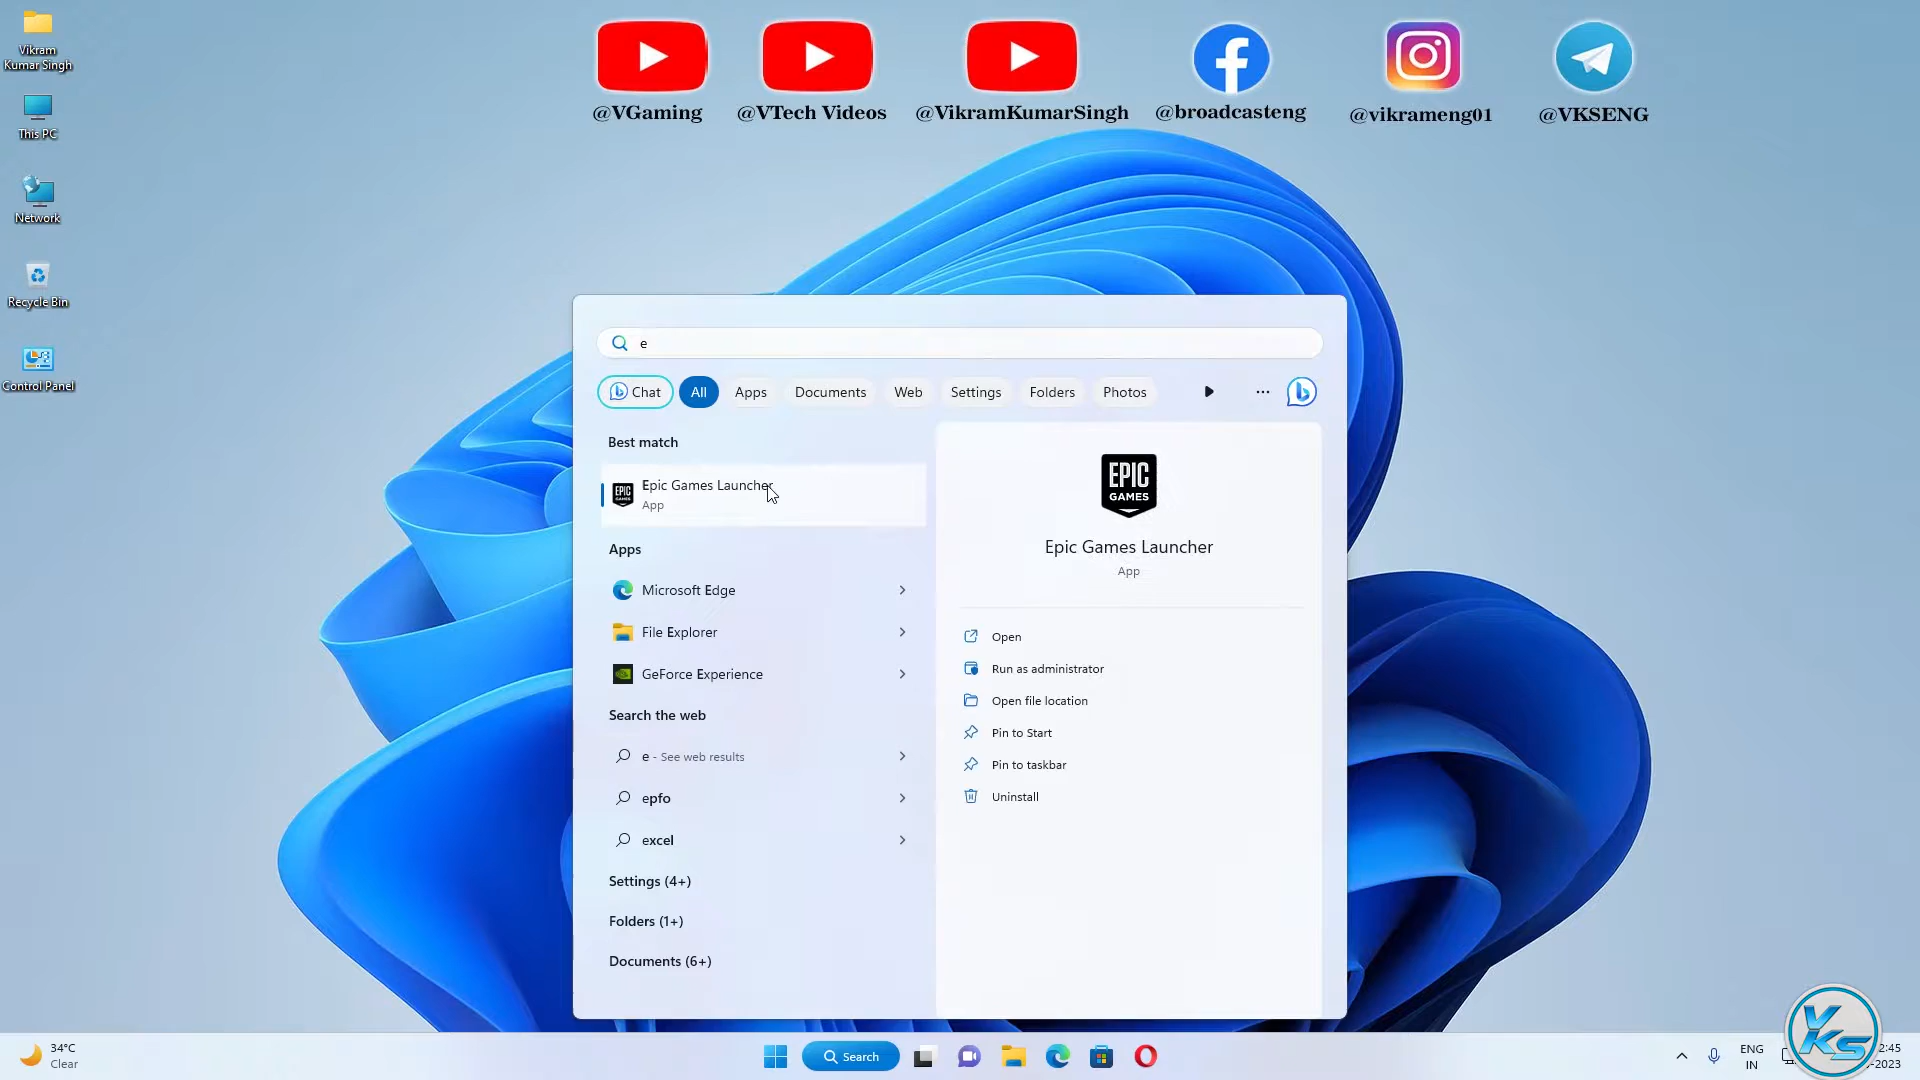 Vikram
Kumar Singh
This PC
Network
Recycle Bin
Control Panel
@VGaming
@VTech Videos
@VikramKumarSingh
@broadcasteng
@vikrameng01
@VKSENG
e
Chat
All
Apps
Documents
Web
Settings
Folders
Photos
Best match
EPIC
GAMES
Epic Games Launcher
App
Apps
Microsoft Edge
File Explorer
GeForce Experience
Search the web
e - See web results
epfo
excel
Settings (4+)
Folders (1+)
Documents (6+)
EPIC
GAMES
Epic Games Launcher
App
Open
Run as administrator
Open file location
Pin to Start
Pin to taskbar
Uninstall
34°C
Clear
Search
ENG
IN
2:45
-2023
VKS